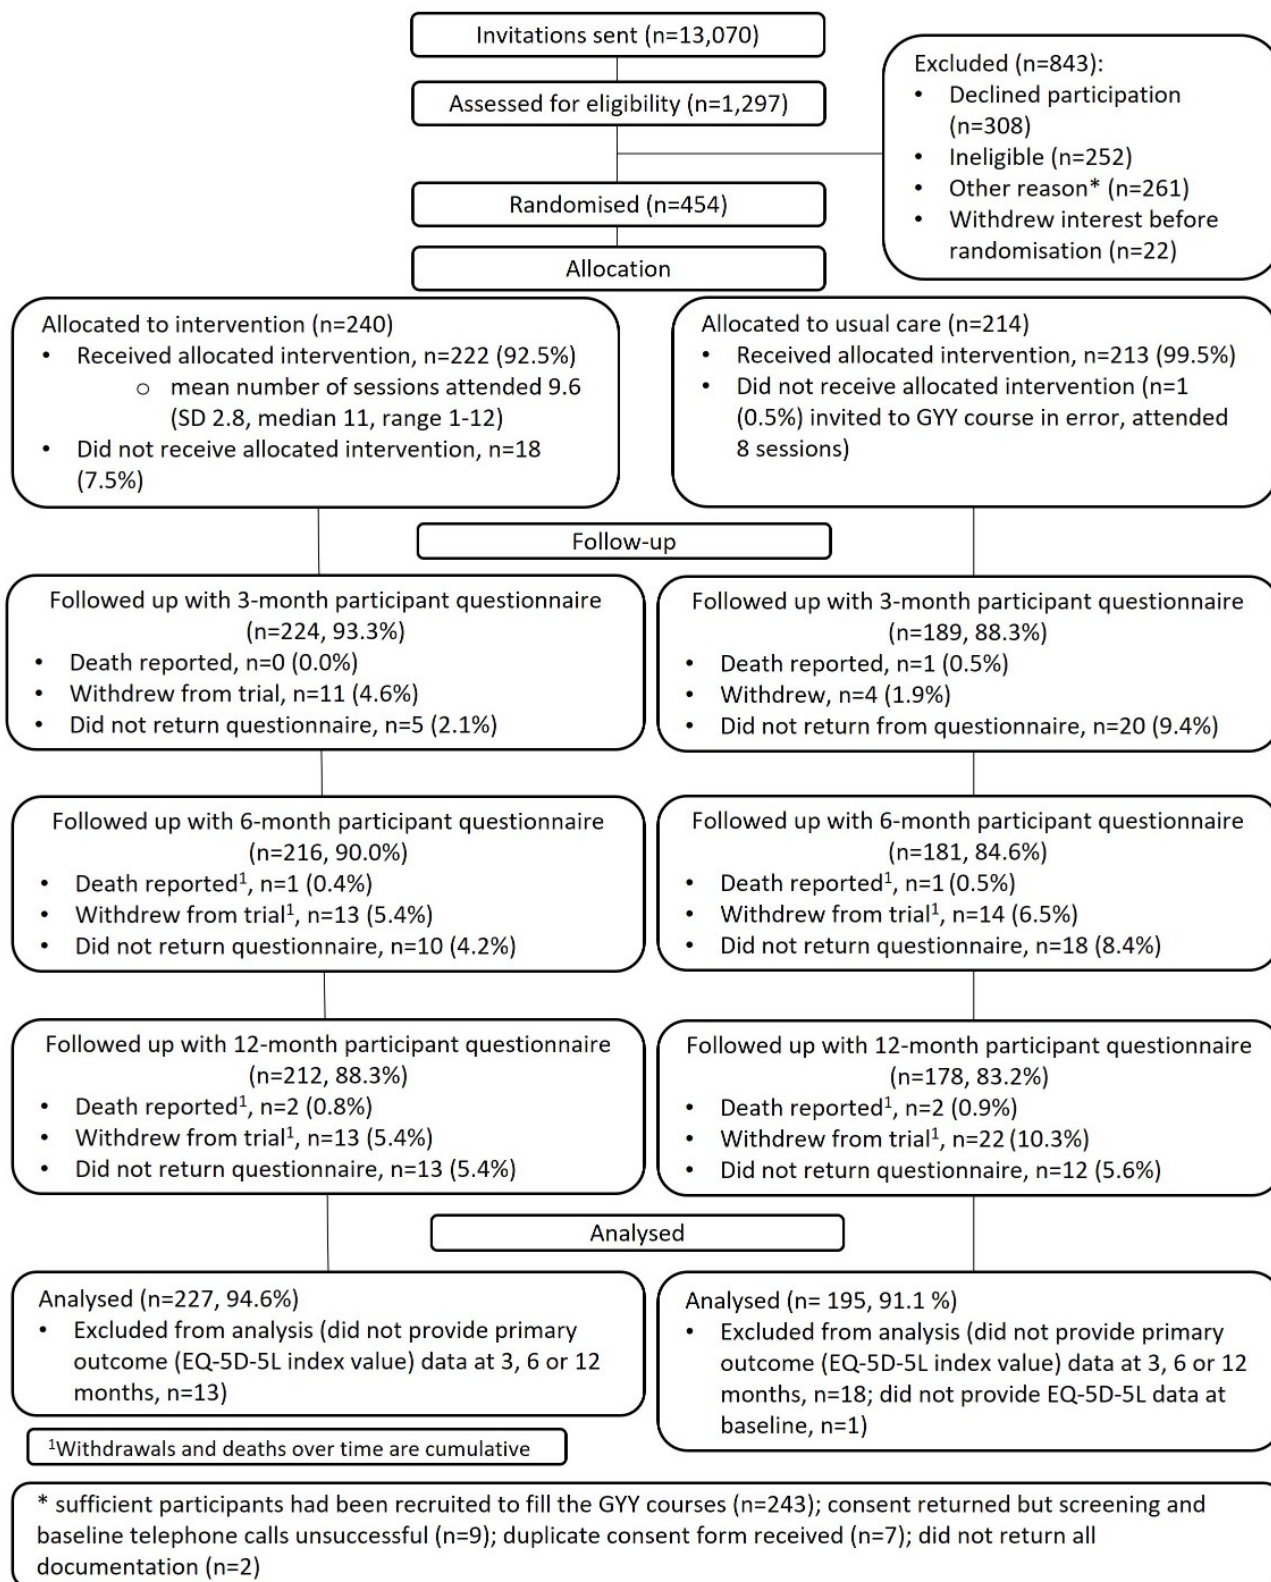 Invitations sent (n=13,070)
Assessed for eligibility (n=1,297)
Excluded (n=843):
• Declined participation
(n=308)
• Ineligible (n=252)
• Other reason* (n=261)
• Withdrew interest before
randomisation (n=22)
Randomised (n=454)
Allocation
Allocated to intervention (n=240)
• Received allocated intervention, n=222 (92.5%)
o mean number of sessions attended 9.6
(SD 2.8, median 11, range 1-12)
• Did not receive allocated intervention, n=18
(7.5%)
Allocated to usual care (n=214)
• Received allocated intervention, n=213 (99.5%)
• Did not receive allocated intervention (n=1
(0.5%) invited to GYY course in error, attended
8 sessions)
Follow-up
Followed up with 3-month participant questionnaire
(n=224, 93.3%)
• Death reported, n=0 (0.0%)
• Withdrew from trial, n=11 (4.6%)
• Did not return questionnaire, n=5 (2.1%)
Followed up with 3-month participant questionnaire
(n=189, 88.3%)
• Death reported, n=1 (0.5%)
• Withdrew, n=4 (1.9%)
• Did not return from questionnaire, n=20 (9.4%)
Followed up with 6-month participant questionnaire
(n=216, 90.0%)
• Death reported¹, n=1 (0.4%)
• Withdrew from trial¹, n=13 (5.4%)
• Did not return questionnaire, n=10 (4.2%)
Followed up with 6-month participant questionnaire
(n=181, 84.6%)
• Death reported¹, n=1 (0.5%)
• Withdrew from trial¹, n=14 (6.5%)
• Did not return questionnaire, n=18 (8.4%)
Followed up with 12-month participant questionnaire
(n=212, 88.3%)
• Death reported¹, n=2 (0.8%)
• Withdrew from trial¹, n=13 (5.4%)
• Did not return questionnaire, n=13 (5.4%)
Followed up with 12-month participant questionnaire
(n=178, 83.2%)
• Death reported¹, n=2 (0.9%)
• Withdrew from trial¹, n=22 (10.3%)
• Did not return questionnaire, n=12 (5.6%)
Analysed
Analysed (n=227, 94.6%)
• Excluded from analysis (did not provide primary
outcome (EQ-5D-5L index value) data at 3, 6 or 12
months, n=13)
Analysed (n= 195, 91.1 %)
• Excluded from analysis (did not provide primary
outcome (EQ-5D-5L index value) data at 3, 6 or 12
months, n=18; did not provide EQ-5D-5L data at
baseline, n=1)
¹Withdrawals and deaths over time are cumulative
* sufficient participants had been recruited to fill the GYY courses (n=243); consent returned but screening and
baseline telephone calls unsuccessful (n=9); duplicate consent form received (n=7); did not return all
documentation (n=2)